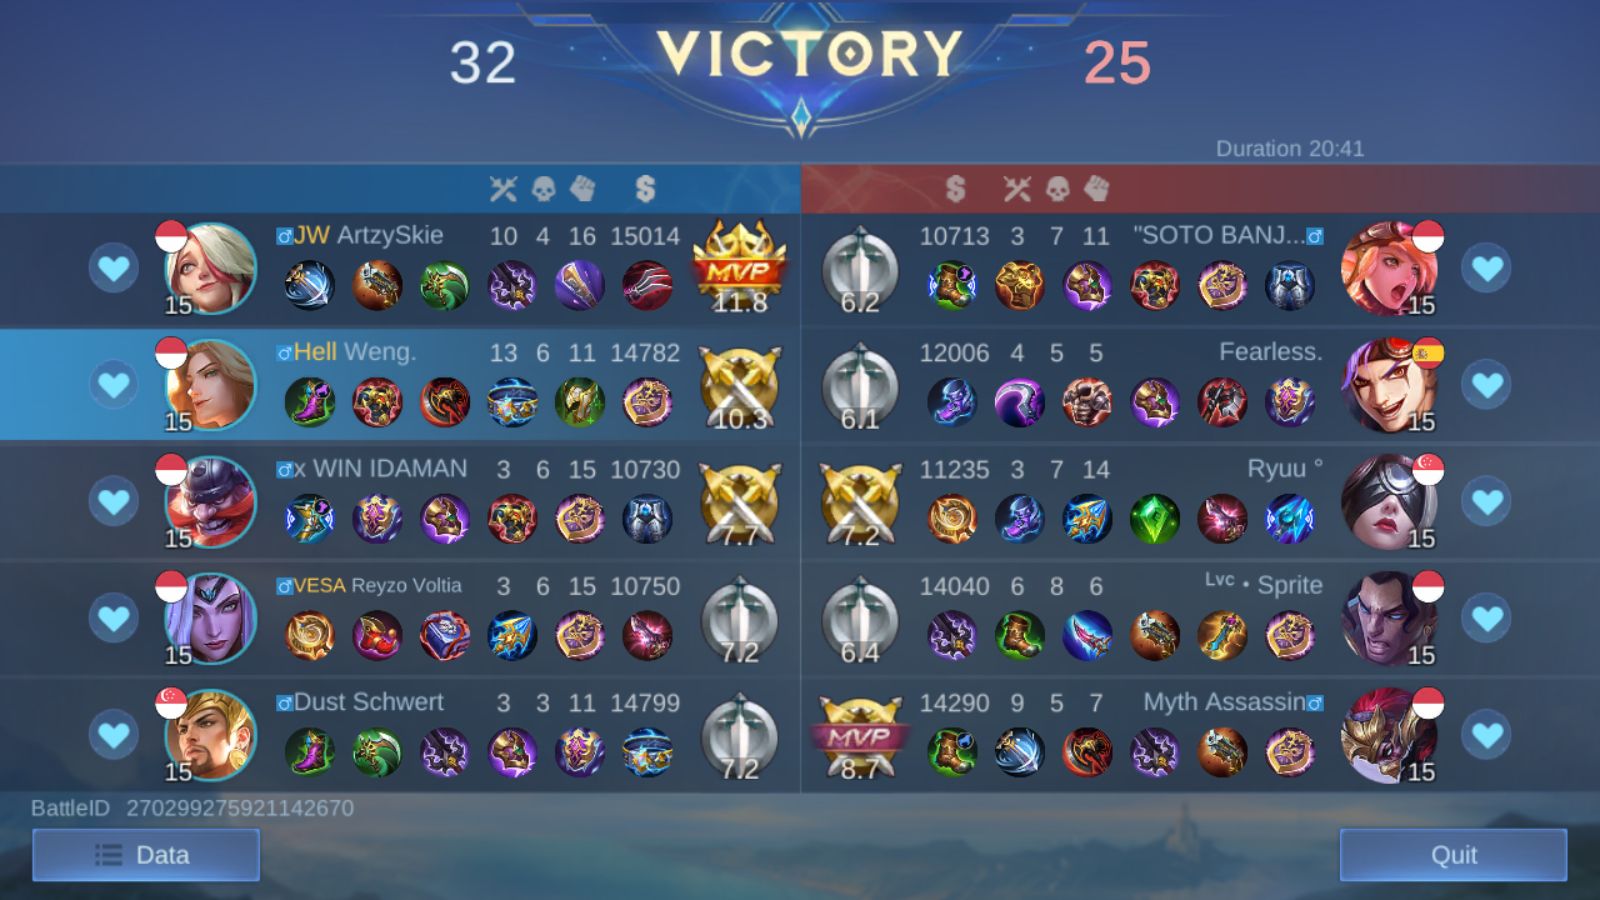 32 VICTORY 25
Duration 20:41
JW ArtzySkie 10 4 16 15014 MVP 11.8
15
6.2 10713 3 7 11 "SOTO BANJ...
15
Hell Weng. 13 6 11 14782 10.3
15
6.1 12006 4 5 5 Fearless.
15
x WIN IDAMAN 3 6 15 10730 7.7
15
7.2 11235 3 7 14 Ryuu °
15
VESA Reyzo Voltia 3 6 15 10750 7.2
15
6.4 14040 6 8 6 Lvc • Sprite
15
Dust Schwert 3 3 11 14799 7.2
15
MVP 8.7 14290 9 5 7 Myth Assassin
15
BattleID 270299275921142670
Data
Quit